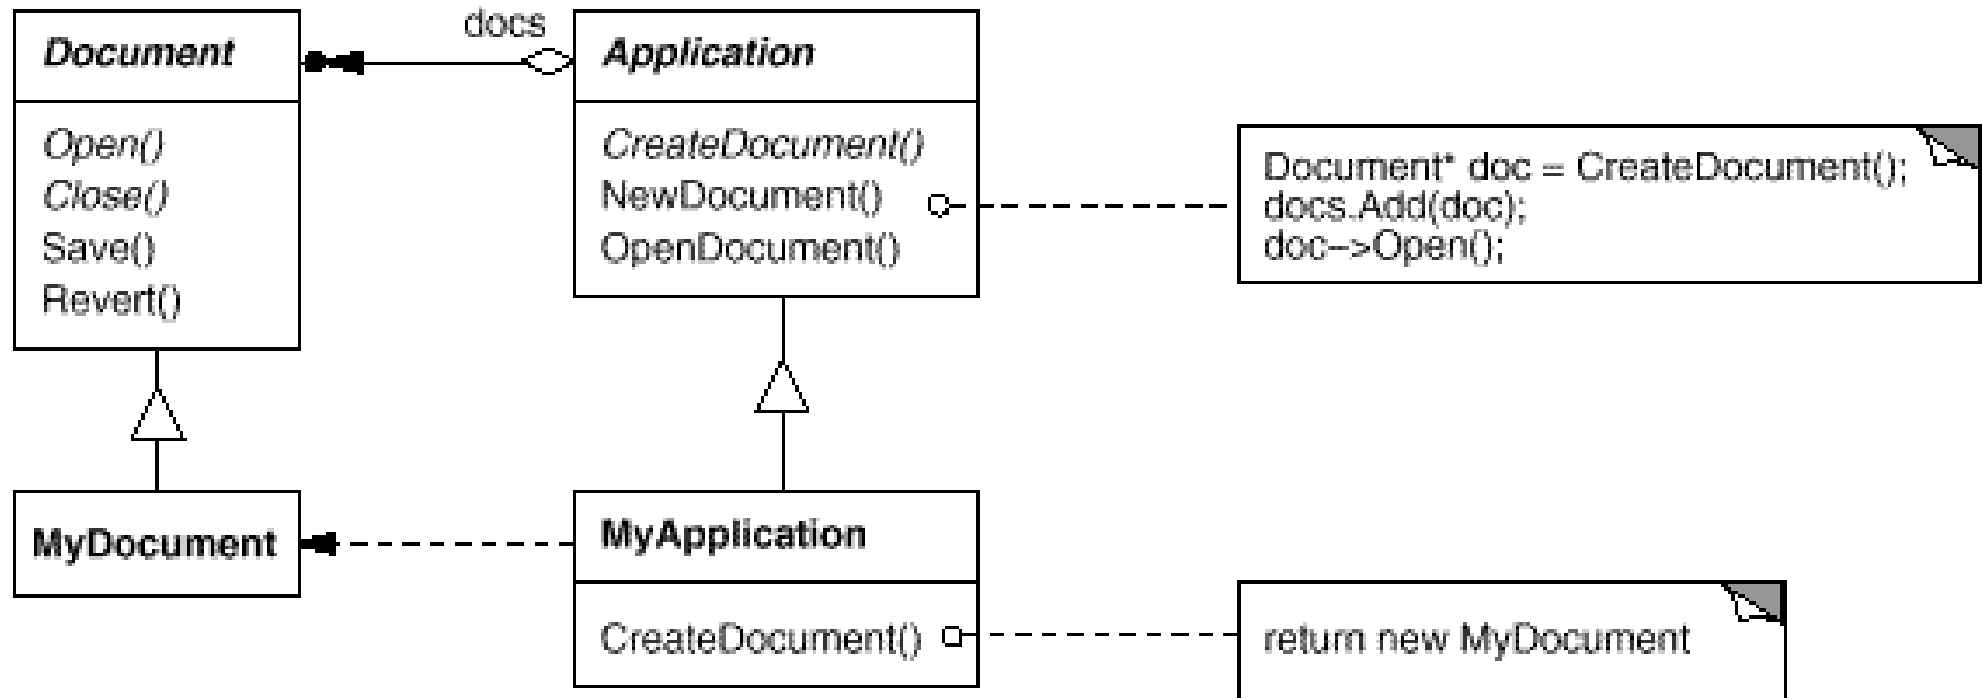 docs
Document
Open()
Close()
Save()
Revert()
Application
CreateDocument()
NewDocument()
OpenDocument()
Document* doc = CreateDocument();
docs.Add(doc);
doc–>Open();
MyDocument
MyApplication
CreateDocument()
return new MyDocument